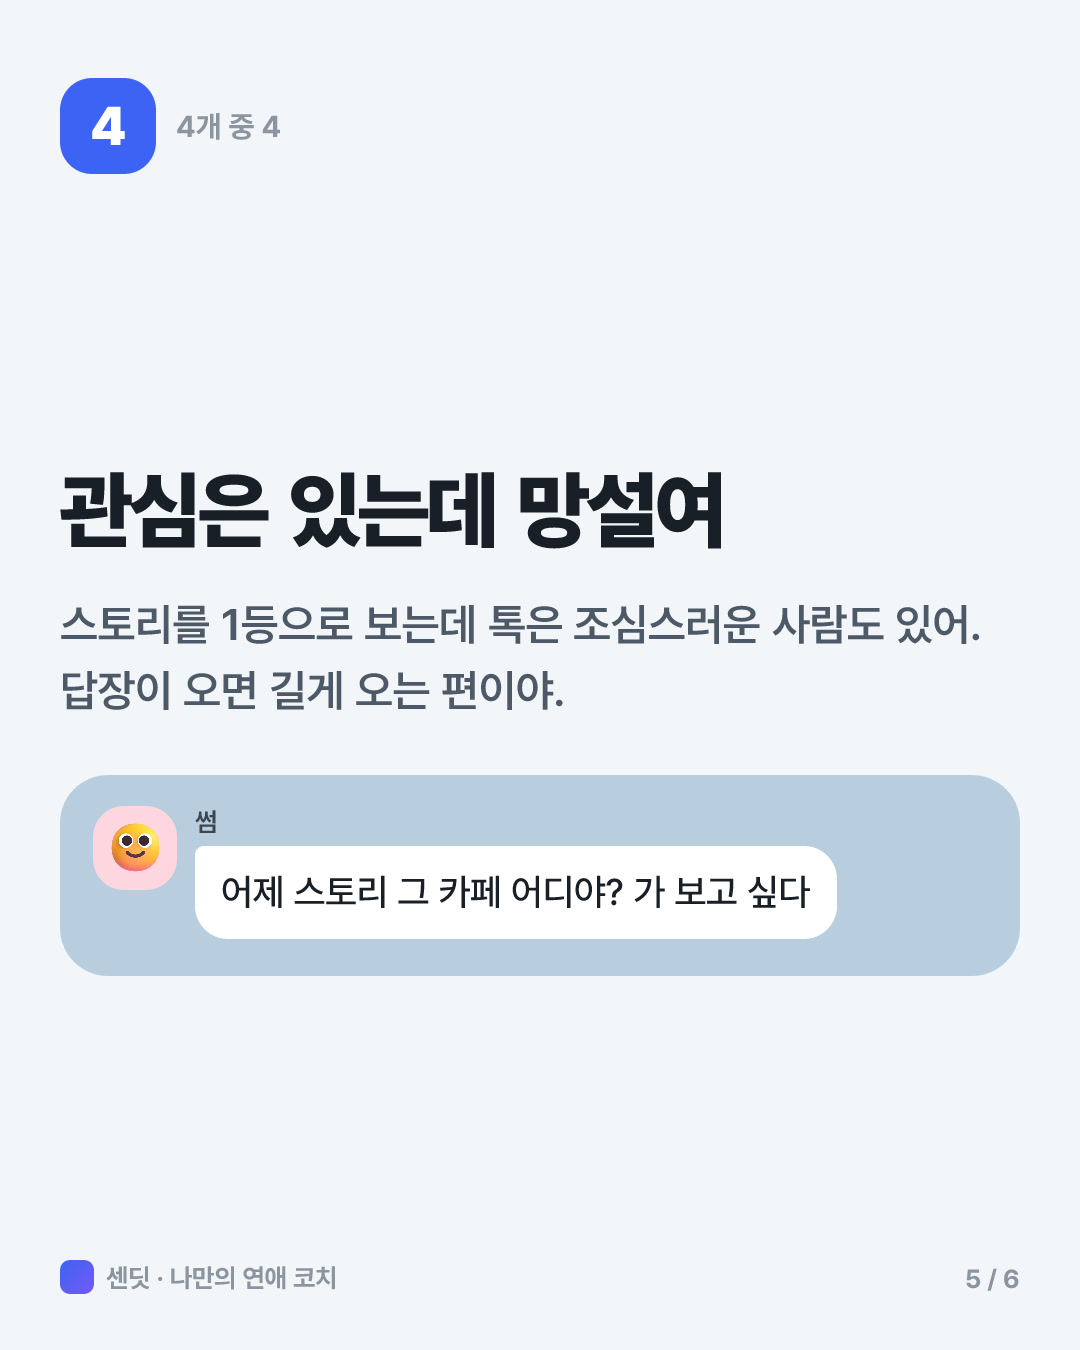 4
4개 중 4
관심은 있는데 망설여
스토리를 1등으로 보는데 톡은 조심스러운 사람도 있어.
답장이 오면 길게 오는 편이야.
썸
어제 스토리 그 카페 어디야? 가 보고 싶다
센딧 · 나만의 연애 코치
5 / 6